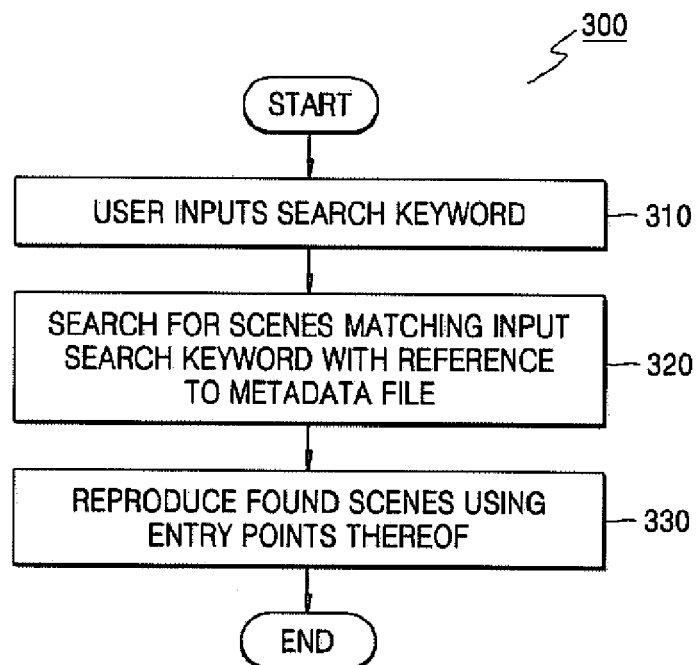 300
START
USER INPUTS SEARCH KEYWORD
310
SEARCH FOR SCENES MATCHING INPUT
SEARCH KEYWORD WITH REFERENCE
TO METADATA FILE
320
REPRODUCE FOUND SCENES USING
ENTRY POINTS THEREOF
330
END